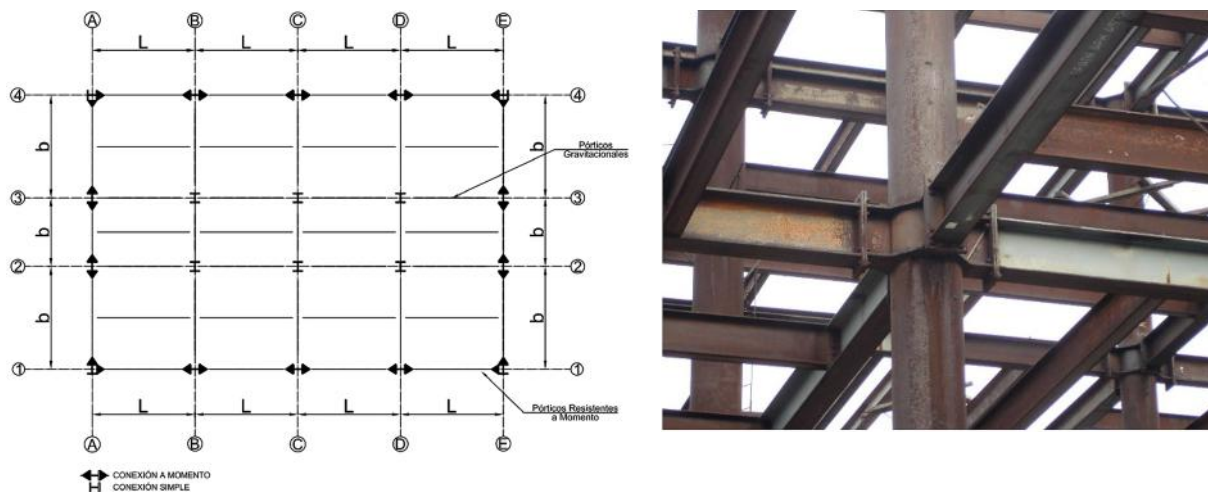 A B C D E
L L L L
4 4
b b
Pórticos
Gravitacionales
3 3
b b
2 2
b b
1 1
L L L L
Pórticos Resistentes
a Momento
A B C D E
CONEXIÓN A MOMENTO
CONEXIÓN SIMPLE